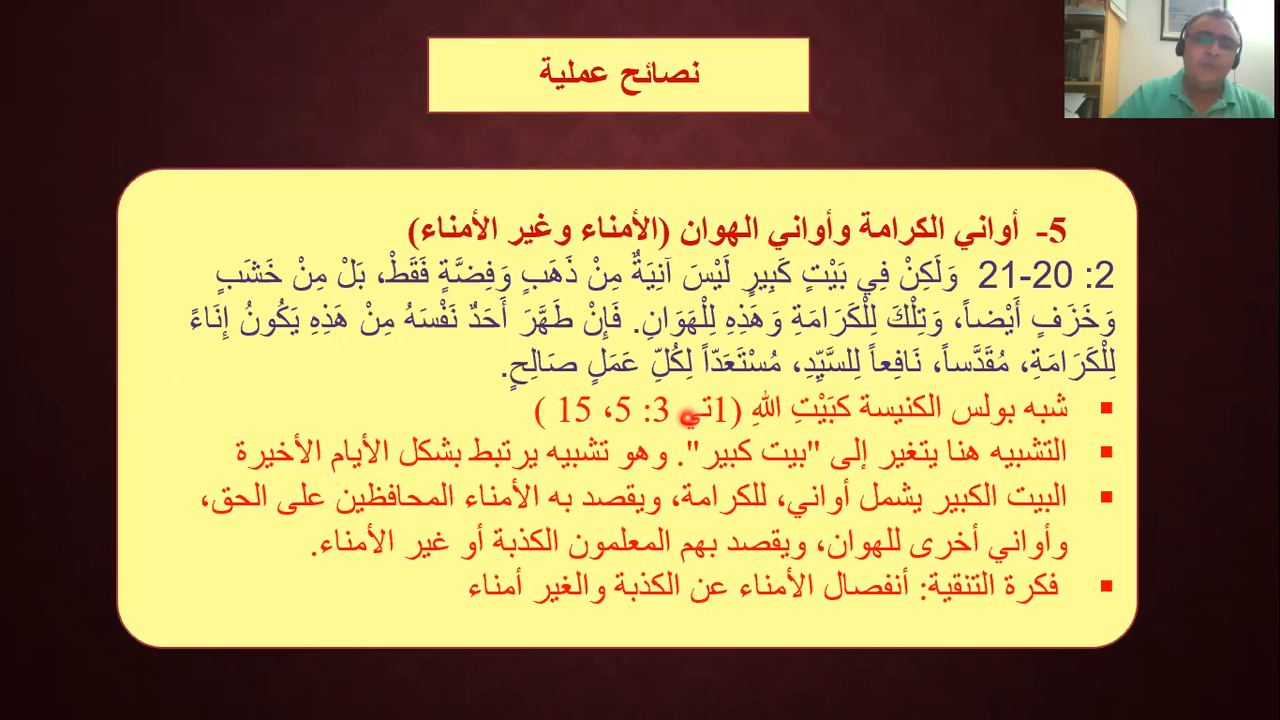 نصائح عملية
5- أواني الكرامة وأواني الهوان (الأمناء وغير الأمناء)
2: 20-21 وَلَكِنْ فِي بَيْتٍ كَبِيرٍ لَيْسَ آنِيَةٌ مِنْ ذَهَبٍ وَفِضَّةٍ فَقَطْ، بَلْ مِنْ خَشَبٍ
وَخَزَفٍ أَيْضاً، وَتِلْكَ لِلْكَرَامَةِ وَهَذِهِ لِلْهَوَانِ. فَإِنْ طَهَّرَ أَحَدٌ نَفْسَهُ مِنْ هَذِهِ يَكُونُ إِنَاءً
لِلْكَرَامَةِ، مُقَدَّساً، نَافِعاً لِلسَّيِّدِ، مُسْتَعَدّاً لِكُلِّ عَمَلٍ صَالِحٍ.
▪ شبه بولس الكنيسة كبَيْتِ اللهِ (1تي 3: 5، 15 )
▪ التشبيه هنا يتغير إلى "بيت كبير". وهو تشبيه يرتبط بشكل الأيام الأخيرة
▪ البيت الكبير يشمل أواني، للكرامة، ويقصد به الأمناء المحافظين على الحق،
وأواني أخرى للهوان، ويقصد بهم المعلمون الكذبة أو غير الأمناء.
▪ فكرة التنقية: أنفصال الأمناء عن الكذبة والغير أمناء